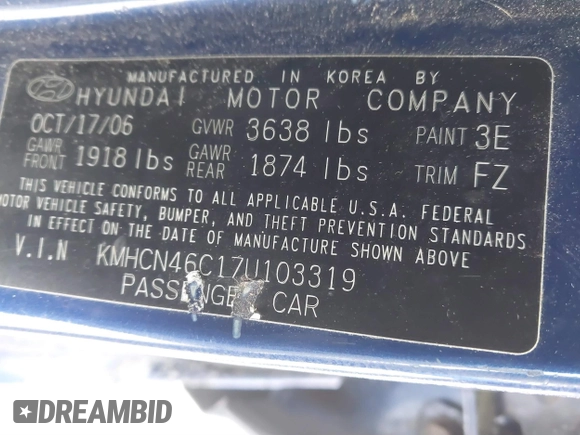 MANUFACTURED IN KOREA BY
HYUNDAI MOTOR COMPANY
OCT/17/06 GVWR 3638 lbs PAINT 3E
GAWR FRONT 1918 lbs GAWR REAR 1874 lbs TRIM FZ
THIS VEHICLE CONFORMS TO ALL APPLICABLE U.S.A. FEDERAL
MOTOR VEHICLE SAFETY, BUMPER, AND THEFT PREVENTION STANDARDS
IN EFFECT ON THE DATE OF MANUFACTURE SHOWN ABOVE
V.I.N KMHCN46C17U103319
PASSENGER CAR
DREAMBID